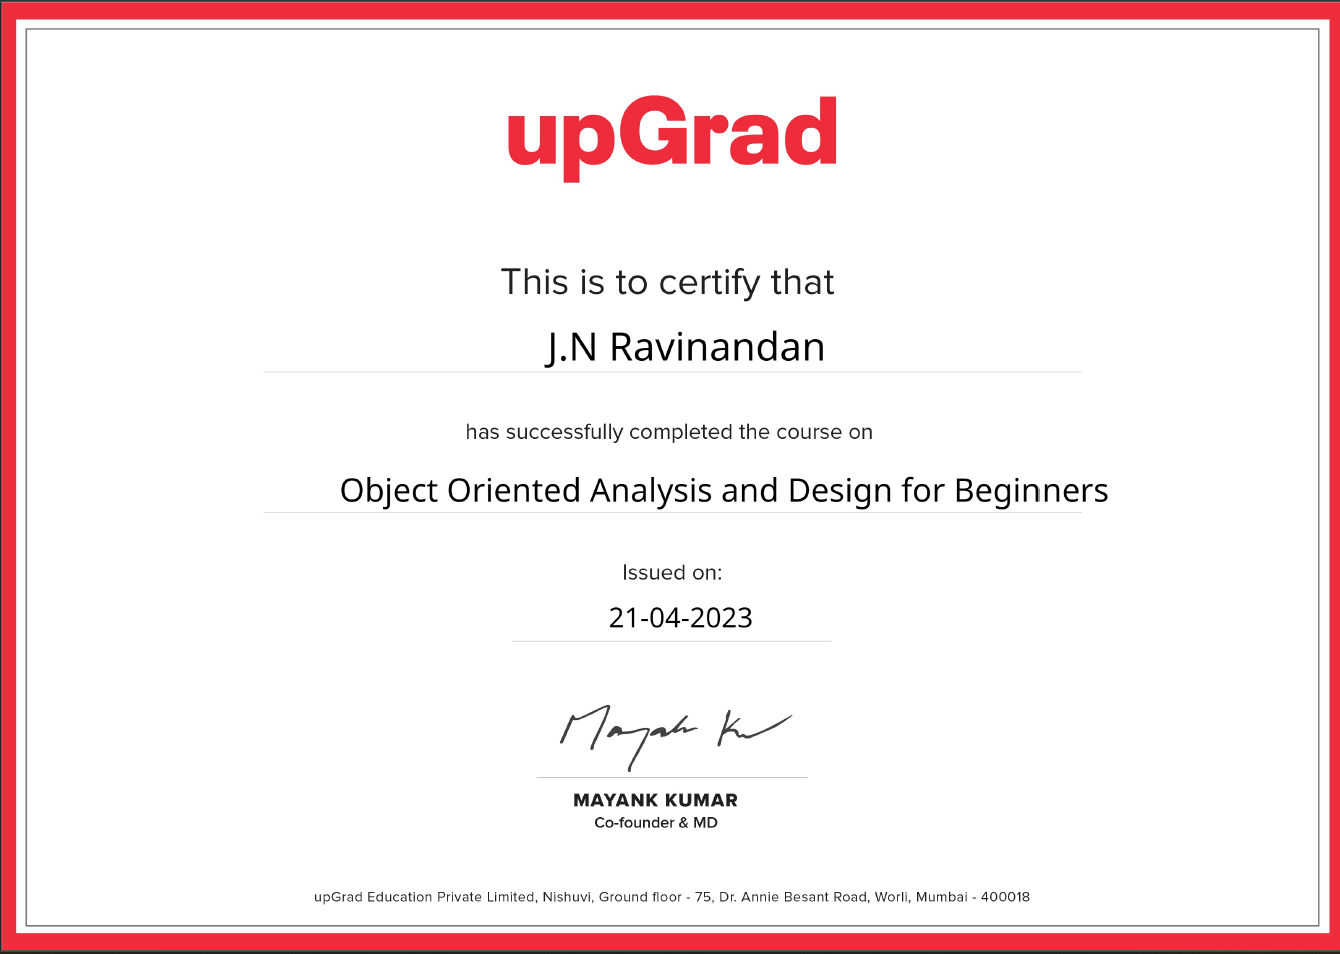 upGrad
This is to certify that
J.N Ravinandan
has successfully completed the course on
Object Oriented Analysis and Design for Beginners
Issued on:
21-04-2023
Mayank Ku
MAYANK KUMAR
Co-founder & MD
upGrad Education Private Limited, Nishuvi, Ground floor - 75, Dr. Annie Besant Road, Worli, Mumbai - 400018